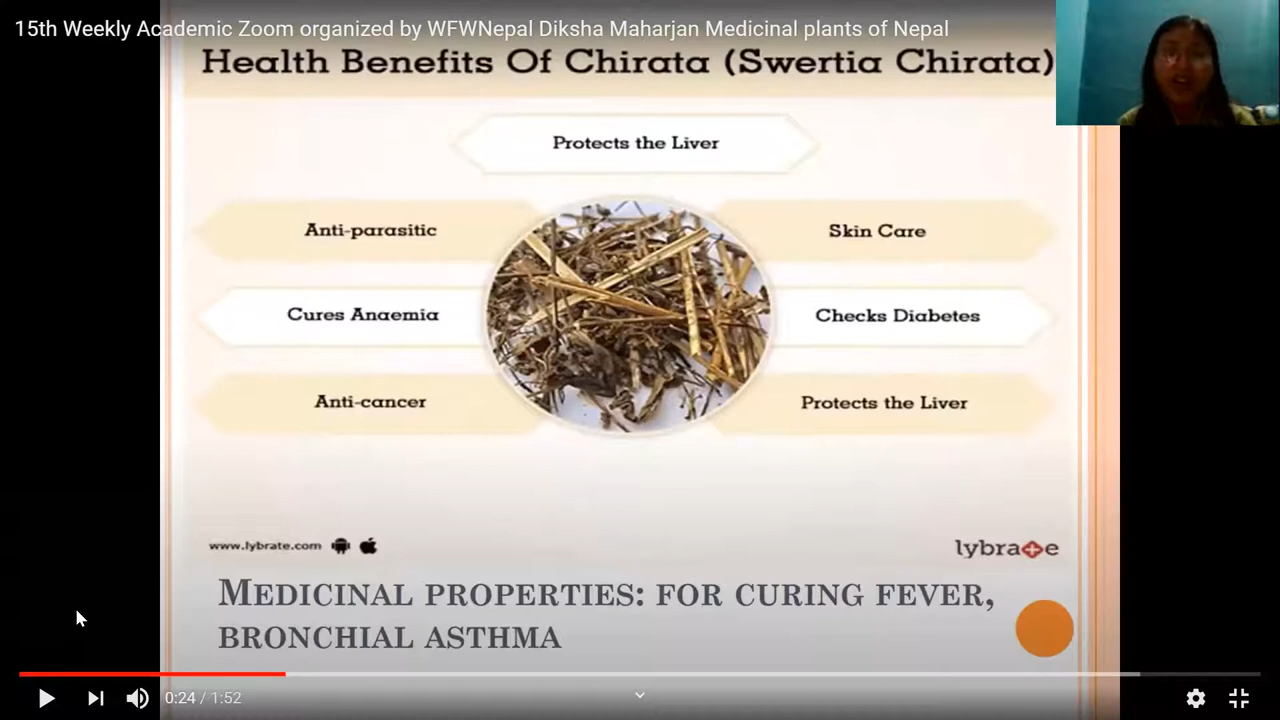 15th Weekly Academic Zoom organized by WFWNepal Diksha Maharjan Medicinal plants of Nepal
Health Benefits Of Chirata (Swertia Chirata)
Protects the Liver
Anti-parasitic
Skin Care
Cures Anaemia
Checks Diabetes
Anti-cancer
Protects the Liver
www.lybrate.com
lybrate
MEDICINAL PROPERTIES: FOR CURING FEVER,
BRONCHIAL ASTHMA
0:24 / 1:52